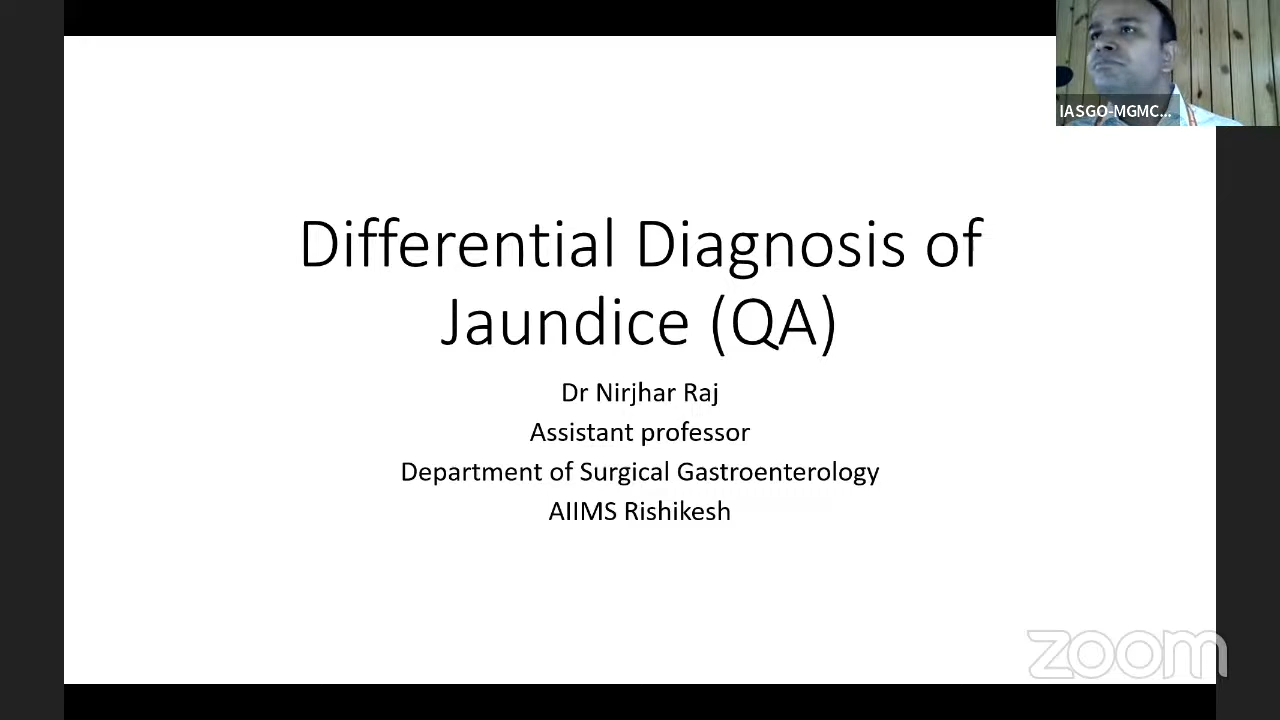 IASGO-MGMC...
Differential Diagnosis of
Jaundice (QA)
Dr Nirjhar Raj
Assistant professor
Department of Surgical Gastroenterology
AIIMS Rishikesh
zoom